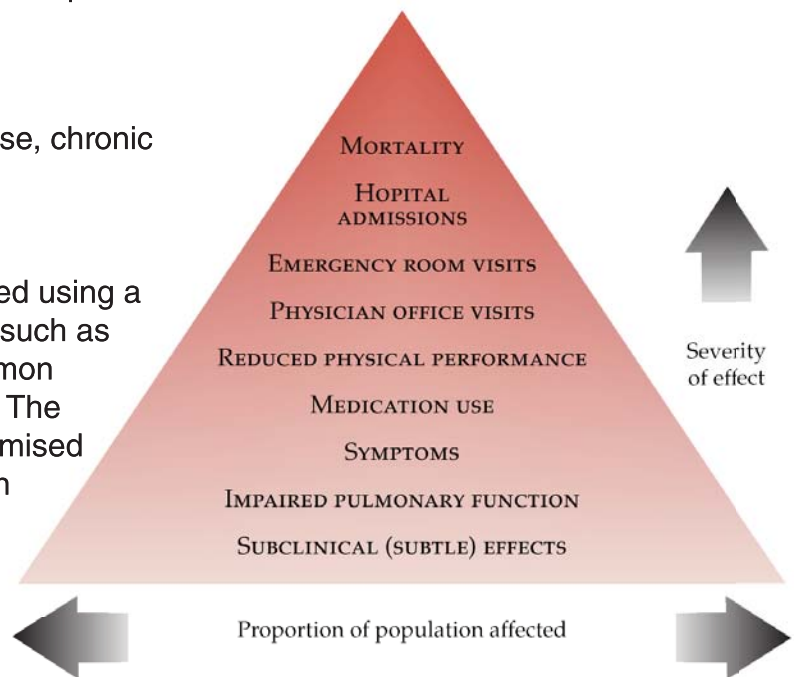 se, chronic
ed using a
such as
mon
The
mised
MORTALITY
HOPITAL
ADMISSIONS
EMERGENCY ROOM VISITS
PHYSICIAN OFFICE VISITS
REDUCED PHYSICAL PERFORMANCE
MEDICATION USE
SYMPTOMS
IMPAIRED PULMONARY FUNCTION
SUBCLINICAL (SUBTLE) EFFECTS
Severity
of effect
Proportion of population affected